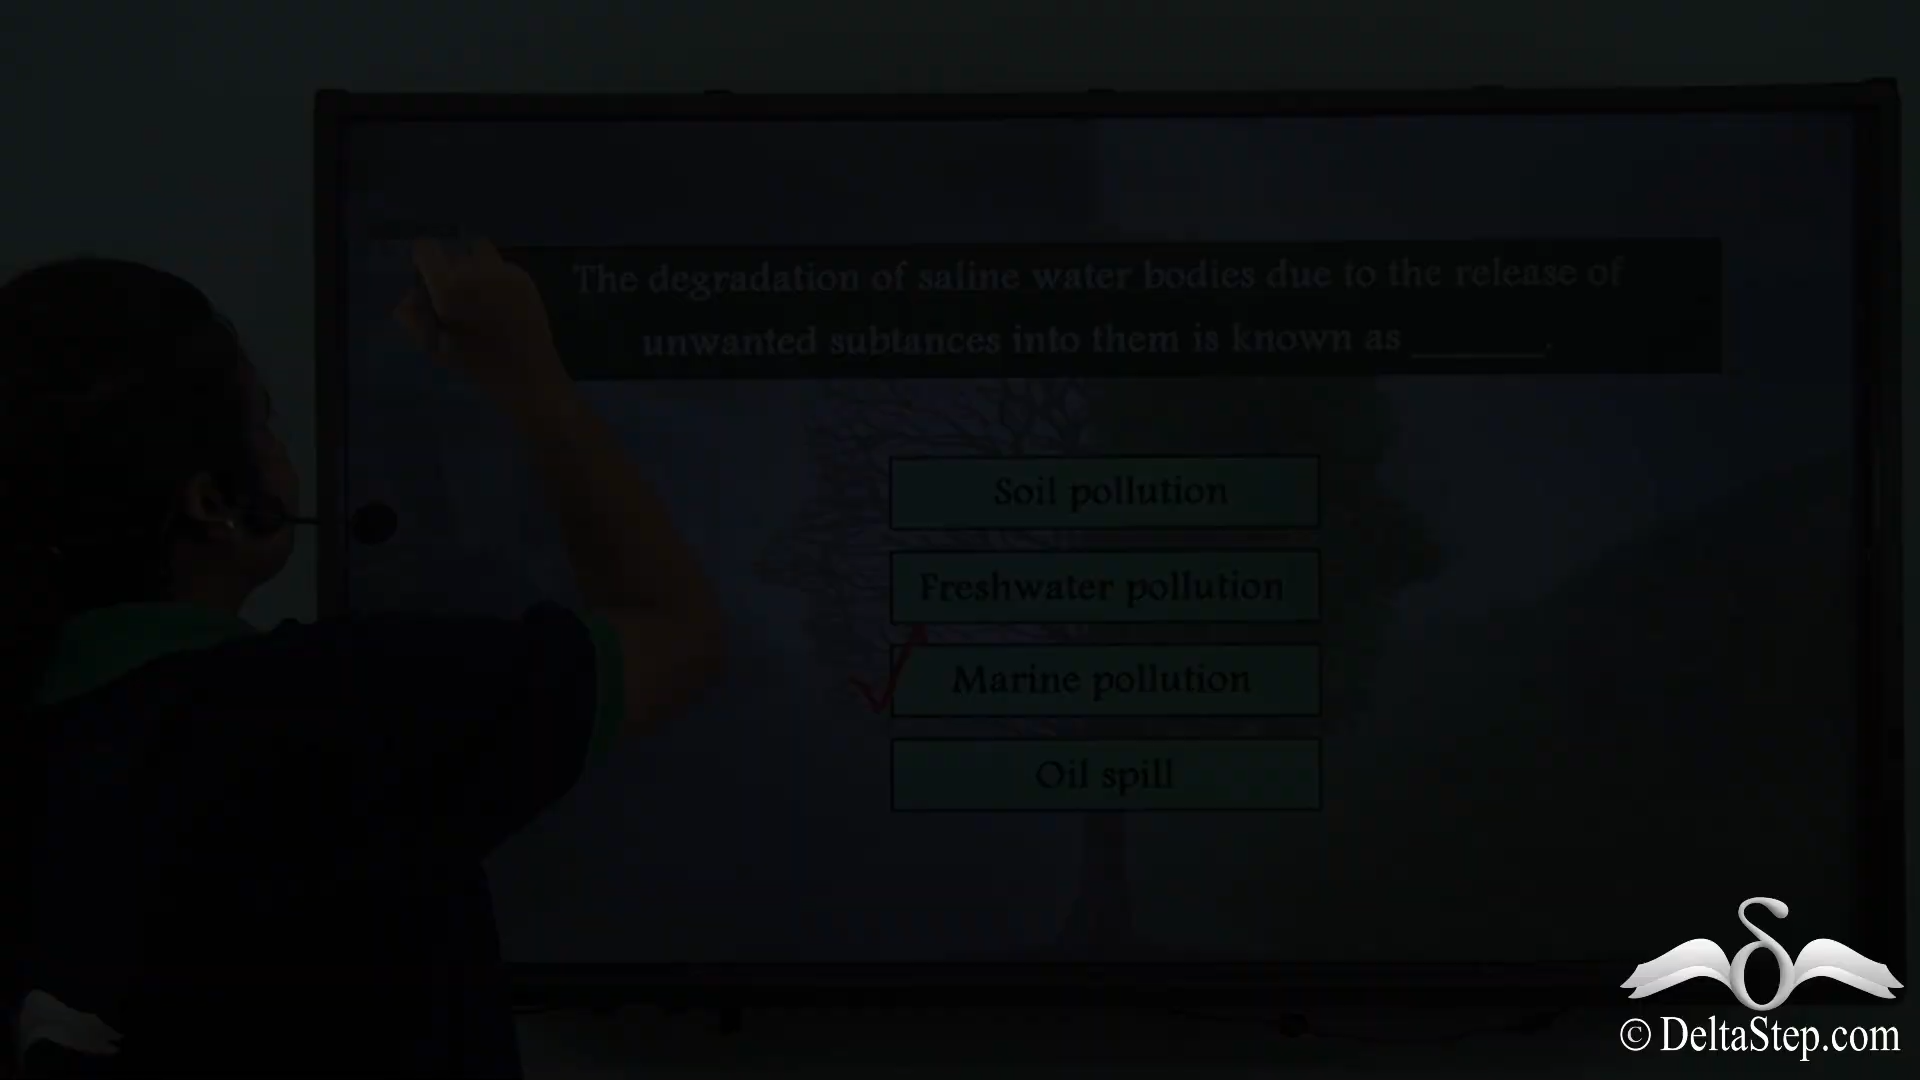 The degradation of saline water bodies due to the release of
unwanted subtances into them is known as ________.
Soil pollution
Freshwater pollution
Marine pollution
Oil spill
© DeltaStep.com